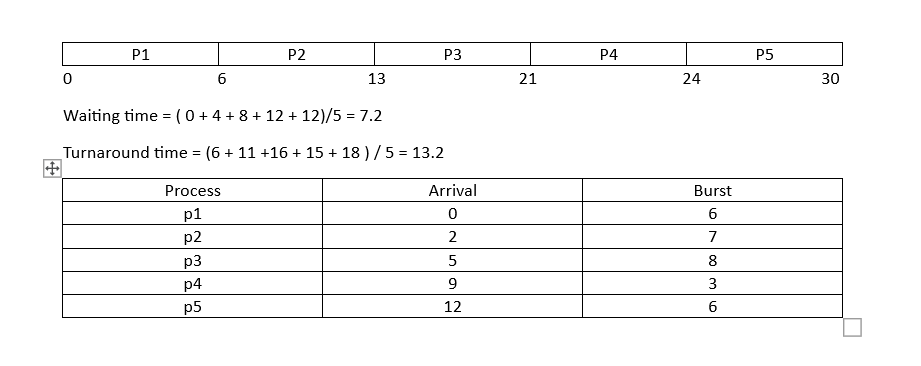 P1 P2 P3 P4 P5
0 6 13 21 24 30
Waiting time = ( 0 + 4 + 8 + 12 + 12)/5 = 7.2
Turnaround time = (6 + 11 +16 + 15 + 18 ) / 5 = 13.2
Process Arrival Burst
p1 0 6
p2 2 7
p3 5 8
p4 9 3
p5 12 6